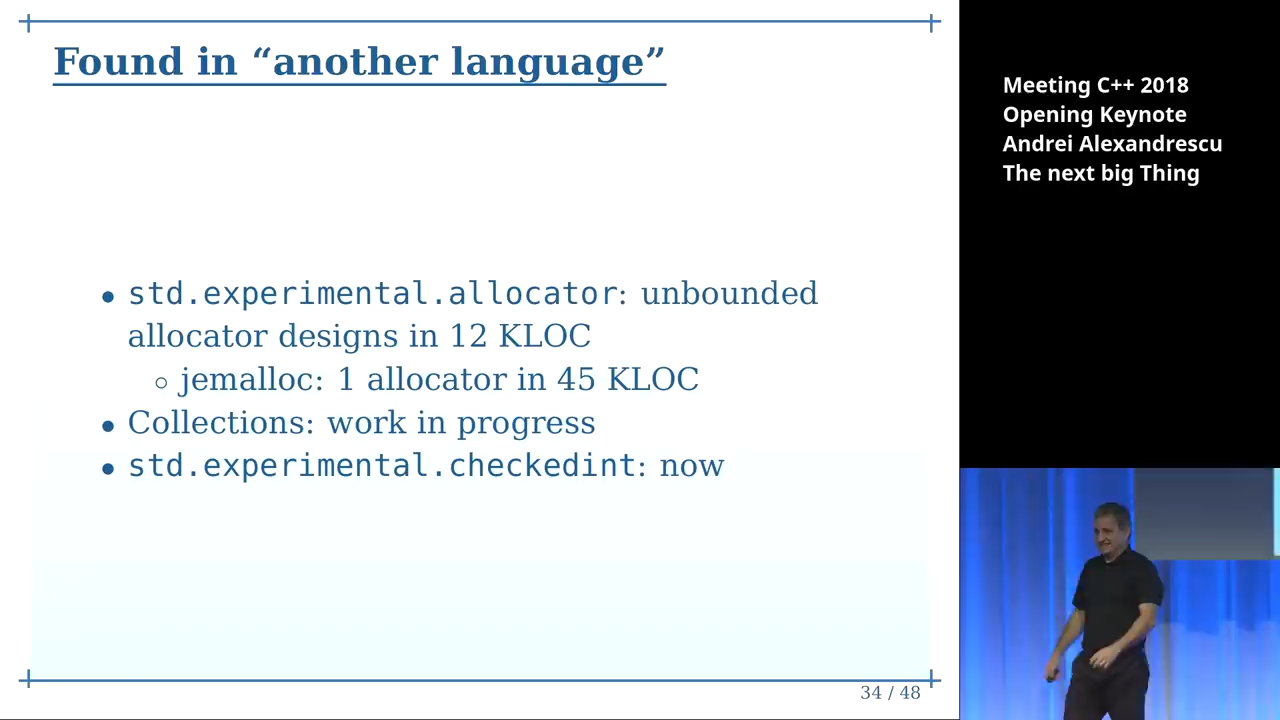 Found in “another language”
• std.experimental.allocator: unbounded
allocator designs in 12 KLOC
◦ jemalloc: 1 allocator in 45 KLOC
• Collections: work in progress
• std.experimental.checkedint: now
34 / 48
Meeting C++ 2018
Opening Keynote
Andrei Alexandrescu
The next big Thing